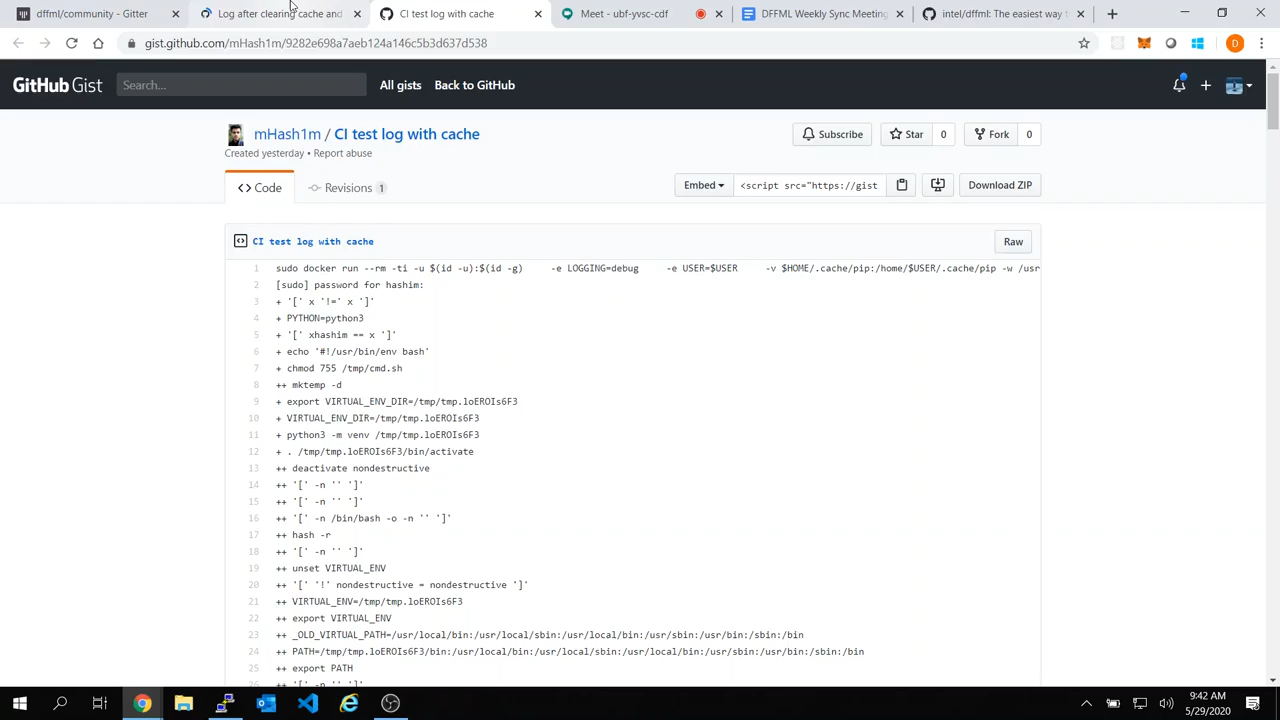 dffml/community - Gitter
Log after clearing cache and
CI test log with cache
Meet - ubf-yvsc-cdf
DFFML Weekly Sync Meeting
intel/dffml: The easiest way t
gist.github.com/mHash1m/9282e698a7aeb124a146c5b3d637d538
D
GitHub Gist
Search...
All gists
Back to GitHub
mHash1m / CI test log with cache
Created yesterday • Report abuse
Subscribe
Star 0
Fork 0
Code
Revisions 1
Embed
<script src="https://gist
Download ZIP
CI test log with cache
Raw
1 sudo docker run --rm -ti -u $(id -u):$(id -g) -e LOGGING=debug -e USER=$USER -v $HOME/.cache/pip:/home/$USER/.cache/pip -w /usr
2 [sudo] password for hashim:
3 + '[' x '!=' x ']'
4 + PYTHON=python3
5 + '[' xhashim == x ']'
6 + echo '#!/usr/bin/env bash'
7 + chmod 755 /tmp/cmd.sh
8 ++ mktemp -d
9 + export VIRTUAL_ENV_DIR=/tmp/tmp.loEROIs6F3
10 + VIRTUAL_ENV_DIR=/tmp/tmp.loEROIs6F3
11 + python3 -m venv /tmp/tmp.loEROIs6F3
12 + . /tmp/tmp.loEROIs6F3/bin/activate
13 ++ deactivate nondestructive
14 ++ '[' -n '' ']'
15 ++ '[' -n '' ']'
16 ++ '[' -n /bin/bash -o -n '' ']'
17 ++ hash -r
18 ++ '[' -n '' ']'
19 ++ unset VIRTUAL_ENV
20 ++ '[' '!' nondestructive = nondestructive ']'
21 ++ VIRTUAL_ENV=/tmp/tmp.loEROIs6F3
22 ++ export VIRTUAL_ENV
23 ++ _OLD_VIRTUAL_PATH=/usr/local/bin:/usr/local/sbin:/usr/local/bin:/usr/sbin:/usr/bin:/sbin:/bin
24 ++ PATH=/tmp/tmp.loEROIs6F3/bin:/usr/local/bin:/usr/local/sbin:/usr/local/bin:/usr/sbin:/usr/bin:/sbin:/bin
25 ++ export PATH
26 ++ '[' -n '' ']'
9:42 AM
5/29/2020